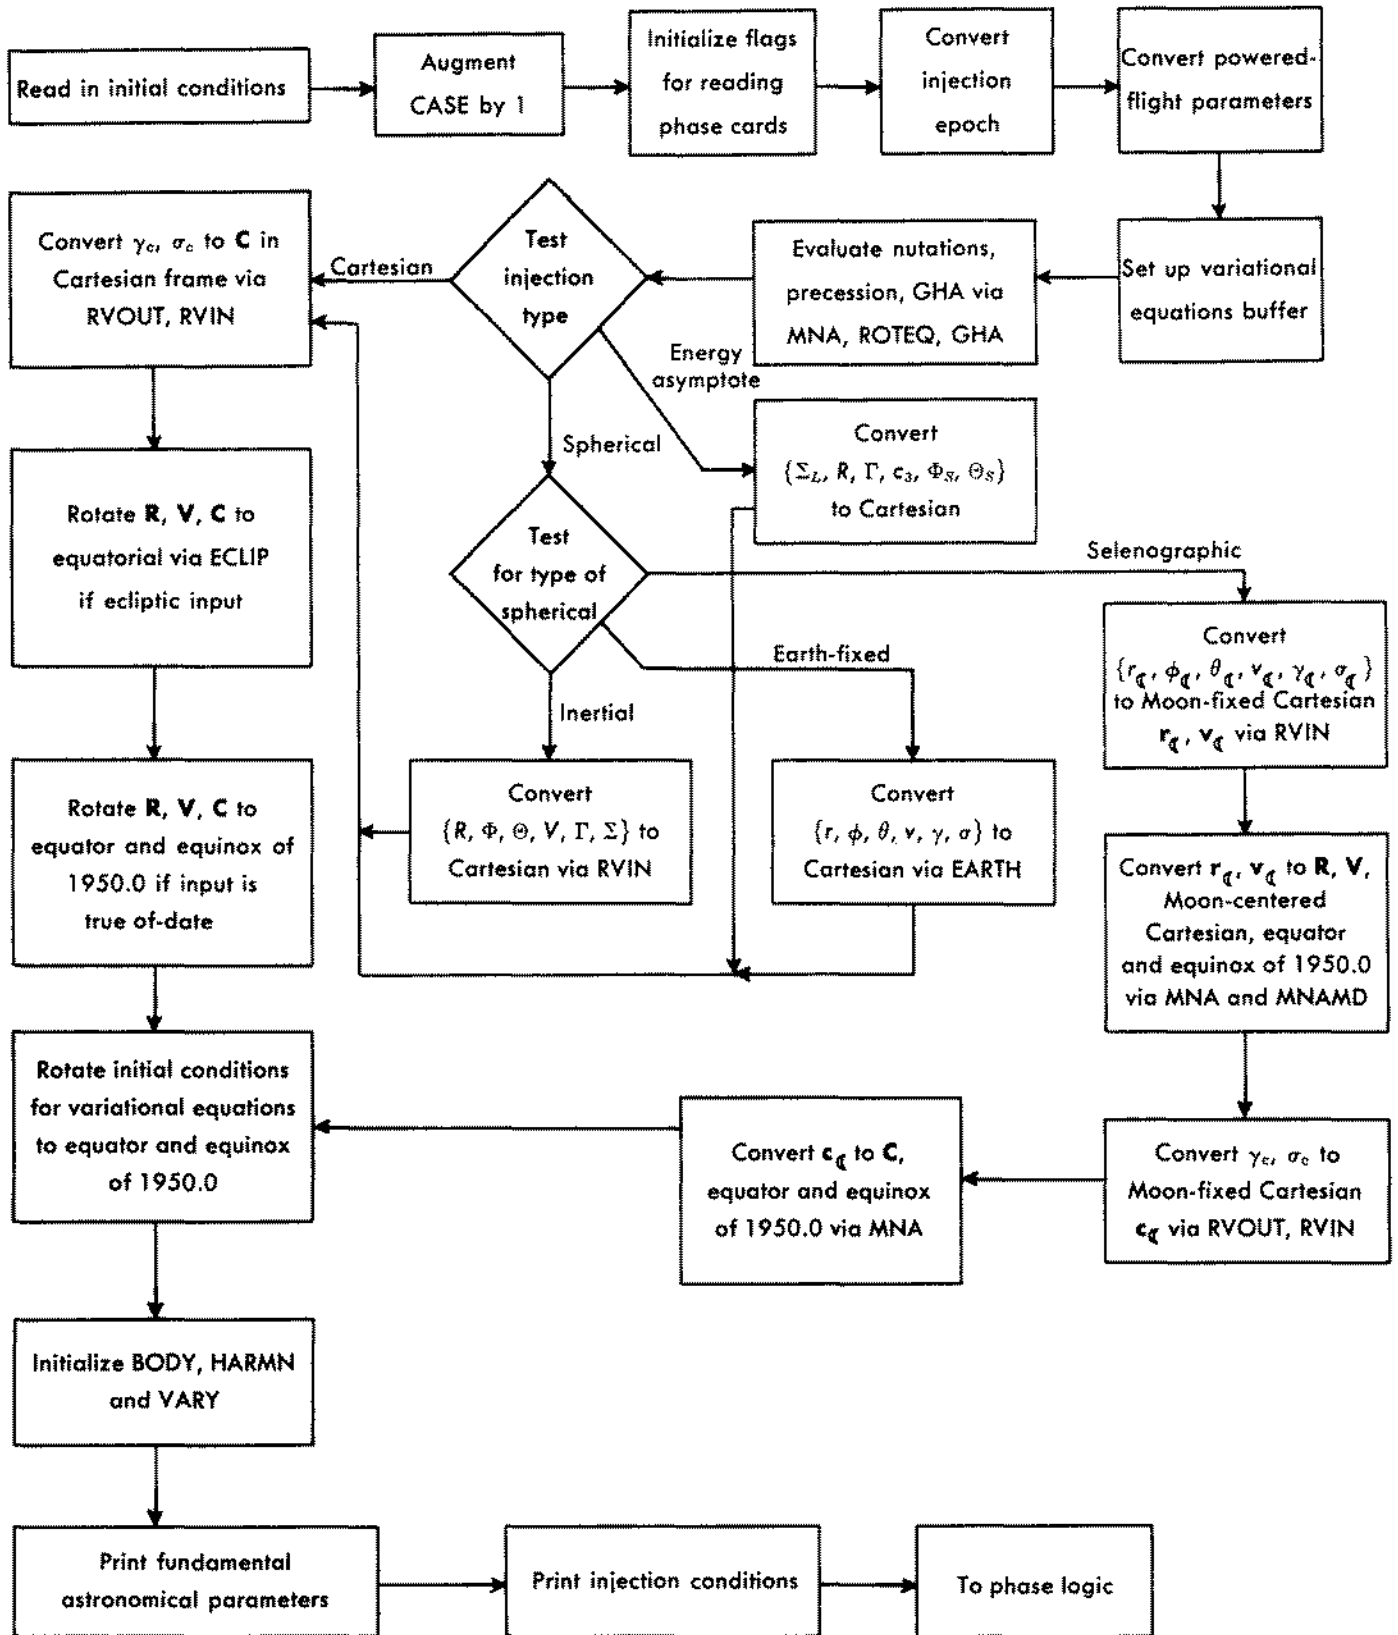 Read in initial conditions
Augment
CASE by 1
Initialize flags
for reading
phase cards
Convert
injection
epoch
Convert powered-
flight parameters
Set up variational
equations buffer
Evaluate nutations,
precession, GHA via
MNA, ROTEQ, GHA
Test
injection
type
Cartesian
Energy
asymptote
Spherical
Convert γc, σc to C in
Cartesian frame via
RVOUT, RVIN
Convert
{ΣL, R, Γ, c3, ΦS, ΘS}
to Cartesian
Rotate R, V, C to
equatorial via ECLIP
if ecliptic input
Test
for type of
spherical
Selenographic
Earth-fixed
Inertial
Convert
{r☾, ϕ☾, θ☾, v☾, γ☾, σ☾}
to Moon-fixed Cartesian
r☾, v☾ via RVIN
Rotate R, V, C to
equator and equinox of
1950.0 if input is
true of-date
Convert
{R, Φ, Θ, V, Γ, Σ} to
Cartesian via RVIN
Convert
{r, ϕ, θ, v, γ, σ} to
Cartesian via EARTH
Convert r☾, v☾ to R, V,
Moon-centered
Cartesian, equator
and equinox of 1950.0
via MNA and MNAMD
Rotate initial conditions
for variational equations
to equator and equinox
of 1950.0
Convert c☾ to C,
equator and equinox
of 1950.0 via MNA
Convert γc, σc to
Moon-fixed Cartesian
c☾ via RVOUT, RVIN
Initialize BODY, HARMN
and VARY
Print fundamental
astronomical parameters
Print injection conditions
To phase logic